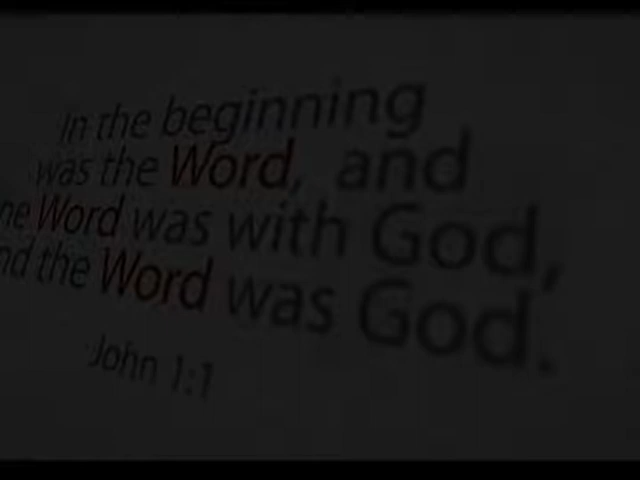 In the beginning
was the Word, and
he Word was with God,
nd the Word was God.
John 1:1